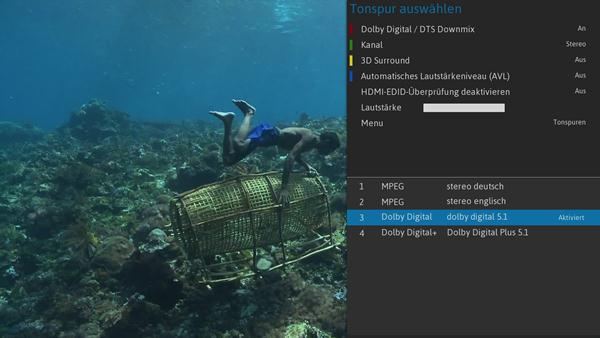 Tonspur auswählen
Dolby Digital / DTS Downmix An
Kanal Stereo
3D Surround Aus
Automatisches Lautstärkeniveau (AVL) Aus
HDMI-EDID-Überprüfung deaktivieren Aus
Lautstärke
Menu Tonspuren
1 MPEG stereo deutsch
2 MPEG stereo englisch
3 Dolby Digital dolby digital 5.1 Aktiviert
4 Dolby Digital+ Dolby Digital Plus 5.1